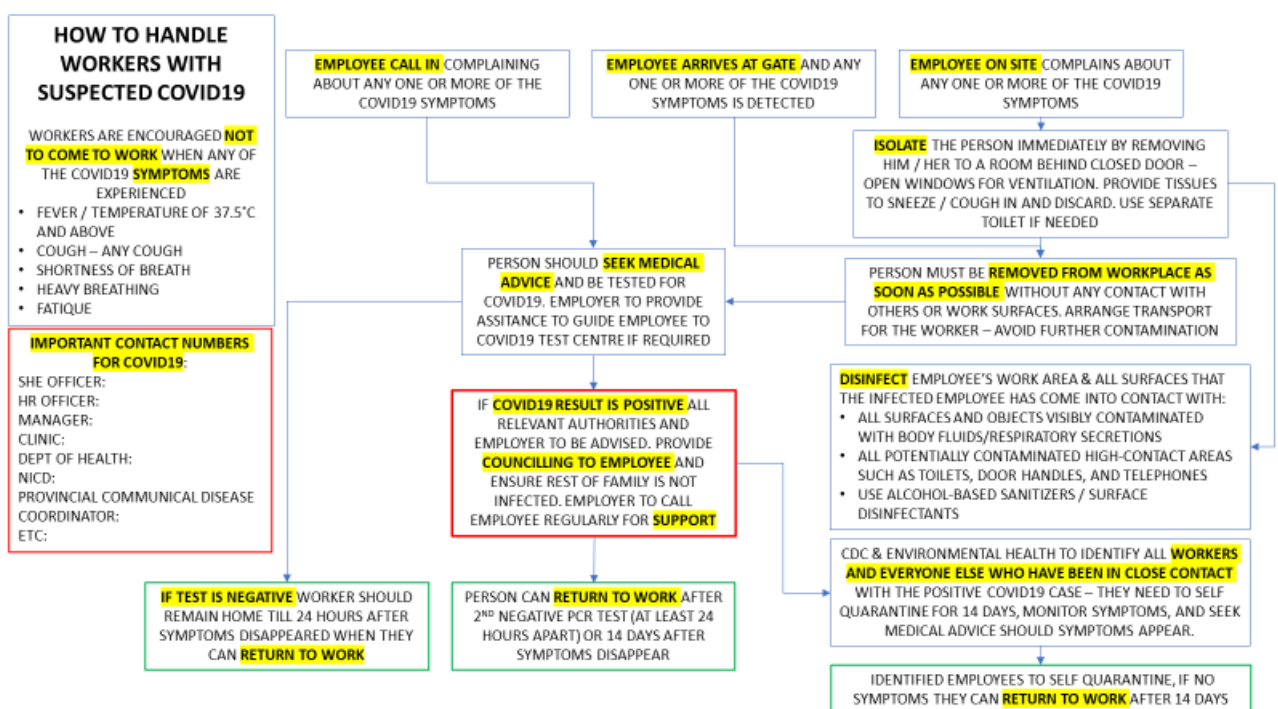 HOW TO HANDLE
WORKERS WITH
SUSPECTED COVID19
WORKERS ARE ENCOURAGED NOT
TO COME TO WORK WHEN ANY OF
THE COVID19 SYMPTOMS ARE
EXPERIENCED
• FEVER / TEMPERATURE OF 37.5˚C
AND ABOVE
• COUGH – ANY COUGH
• SHORTNESS OF BREATH
• HEAVY BREATHING
• FATIQUE
IMPORTANT CONTACT NUMBERS
FOR COVID19:
SHE OFFICER:
HR OFFICER:
MANAGER:
CLINIC:
DEPT OF HEALTH:
NICD:
PROVINCIAL COMMUNICAL DISEASE
COORDINATOR:
ETC:
EMPLOYEE CALL IN COMPLAINING
ABOUT ANY ONE OR MORE OF THE
COVID19 SYMPTOMS
EMPLOYEE ARRIVES AT GATE AND ANY
ONE OR MORE OF THE COVID19
SYMPTOMS IS DETECTED
EMPLOYEE ON SITE COMPLAINS ABOUT
ANY ONE OR MORE OF THE COVID19
SYMPTOMS
ISOLATE THE PERSON IMMEDIATELY BY REMOVING
HIM / HER TO A ROOM BEHIND CLOSED DOOR –
OPEN WINDOWS FOR VENTILATION. PROVIDE TISSUES
TO SNEEZE / COUGH IN AND DISCARD. USE SEPARATE
TOILET IF NEEDED
PERSON SHOULD SEEK MEDICAL
ADVICE AND BE TESTED FOR
COVID19. EMPLOYER TO PROVIDE
ASSITANCE TO GUIDE EMPLOYEE TO
COVID19 TEST CENTRE IF REQUIRED
PERSON MUST BE REMOVED FROM WORKPLACE AS
SOON AS POSSIBLE WITHOUT ANY CONTACT WITH
OTHERS OR WORK SURFACES. ARRANGE TRANSPORT
FOR THE WORKER – AVOID FURTHER CONTAMINATION
DISINFECT EMPLOYEE'S WORK AREA & ALL SURFACES THAT
THE INFECTED EMPLOYEE HAS COME INTO CONTACT WITH:
• ALL SURFACES AND OBJECTS VISIBLY CONTAMINATED
WITH BODY FLUIDS/RESPIRATORY SECRETIONS
• ALL POTENTIALLY CONTAMINATED HIGH-CONTACT AREAS
SUCH AS TOILETS, DOOR HANDLES, AND TELEPHONES
• USE ALCOHOL-BASED SANITIZERS / SURFACE
DISINFECTANTS
IF COVID19 RESULT IS POSITIVE ALL
RELEVANT AUTHORITIES AND
EMPLOYER TO BE ADVISED. PROVIDE
COUNCILLING TO EMPLOYEE AND
ENSURE REST OF FAMILY IS NOT
INFECTED. EMPLOYER TO CALL
EMPLOYEE REGULARLY FOR SUPPORT
CDC & ENVIRONMENTAL HEALTH TO IDENTIFY ALL WORKERS
AND EVERYONE ELSE WHO HAVE BEEN IN CLOSE CONTACT
WITH THE POSITIVE COVID19 CASE – THEY NEED TO SELF
QUARANTINE FOR 14 DAYS, MONITOR SYMPTOMS, AND SEEK
MEDICAL ADVICE SHOULD SYMPTOMS APPEAR.
IF TEST IS NEGATIVE WORKER SHOULD
REMAIN HOME TILL 24 HOURS AFTER
SYMPTOMS DISAPPEARED WHEN THEY
CAN RETURN TO WORK
PERSON CAN RETURN TO WORK AFTER
2ND NEGATIVE PCR TEST (AT LEAST 24
HOURS APART) OR 14 DAYS AFTER
SYMPTOMS DISAPPEAR
IDENTIFIED EMPLOYEES TO SELF QUARANTINE, IF NO
SYMPTOMS THEY CAN RETURN TO WORK AFTER 14 DAYS